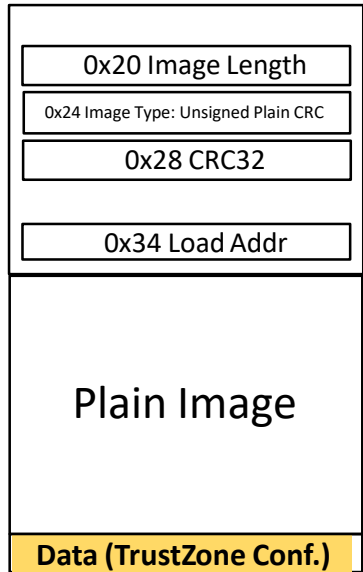 0x20 Image Length
0x24 Image Type: Unsigned Plain CRC
0x28 CRC32
0x34 Load Addr
Plain Image
Data (TrustZone Conf.)